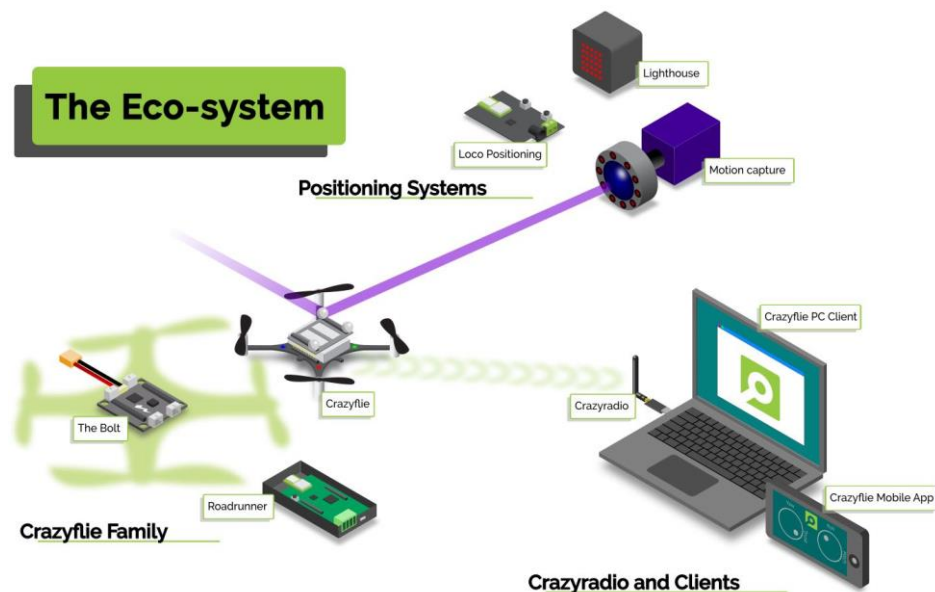 The Eco-system
Lighthouse
Loco Positioning
Motion capture
Positioning Systems
Crazyflie PC Client
Crazyflie
Crazyradio
The Bolt
Roadrunner
Crazyflie Mobile App
Crazyflie Family
Crazyradio and Clients